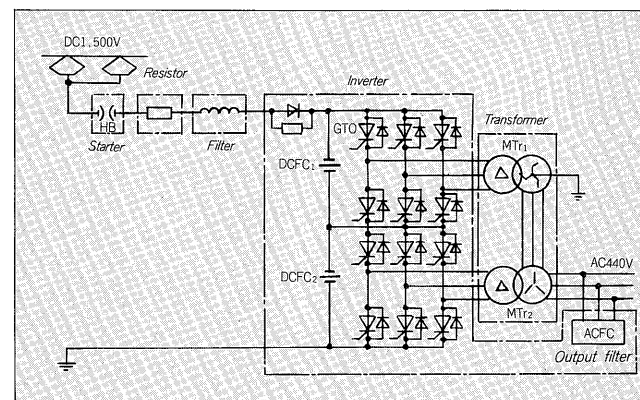 DC1.500V
Resistor
Inverter
HB
Starter
Filter
GTO
Transformer
MTr1
DCFC1
DCFC2
AC440V
MTr2
ACFC
Output filter